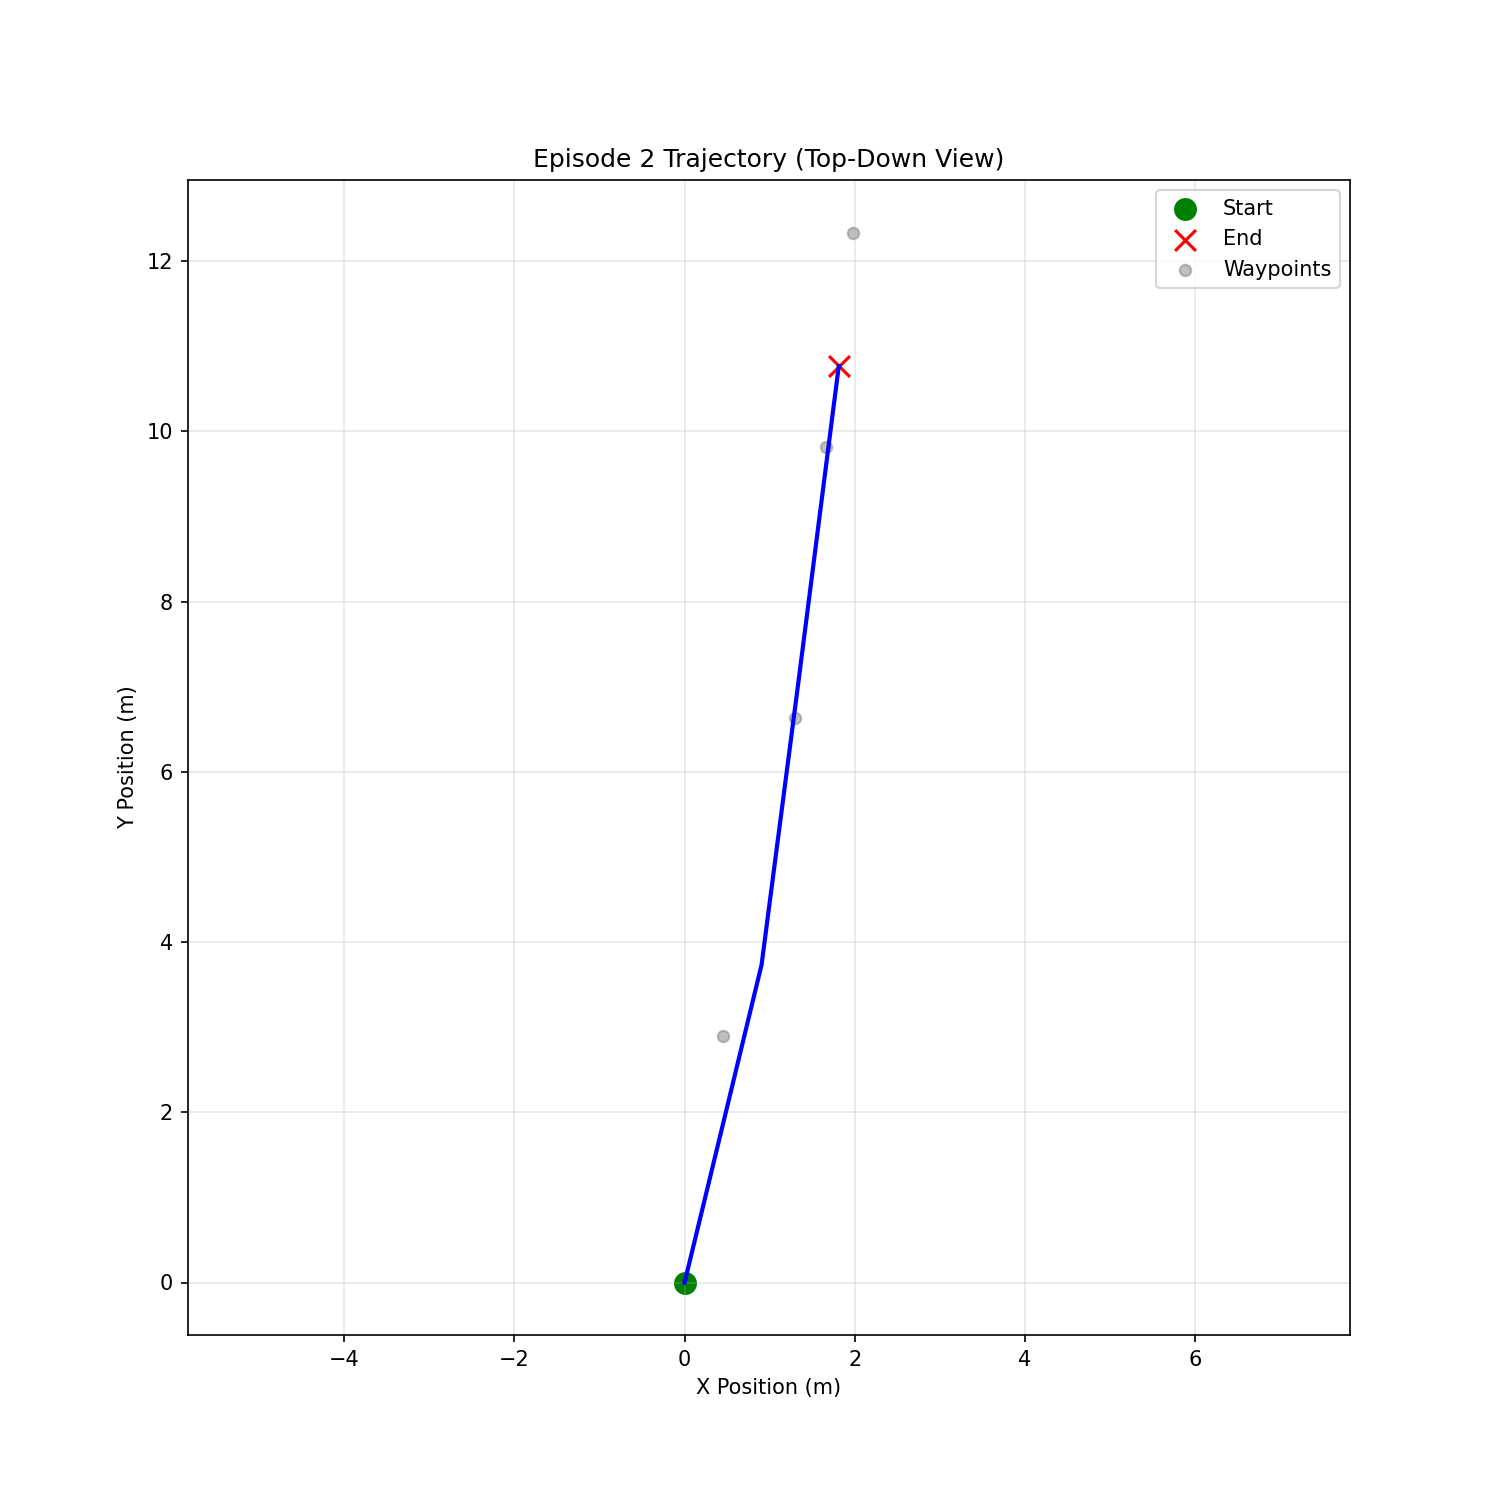 Episode 2 Trajectory (Top-Down View)
Start
End
Waypoints
12
10
8
6
4
2
0
Y Position (m)
−4
−2
0
2
4
6
X Position (m)